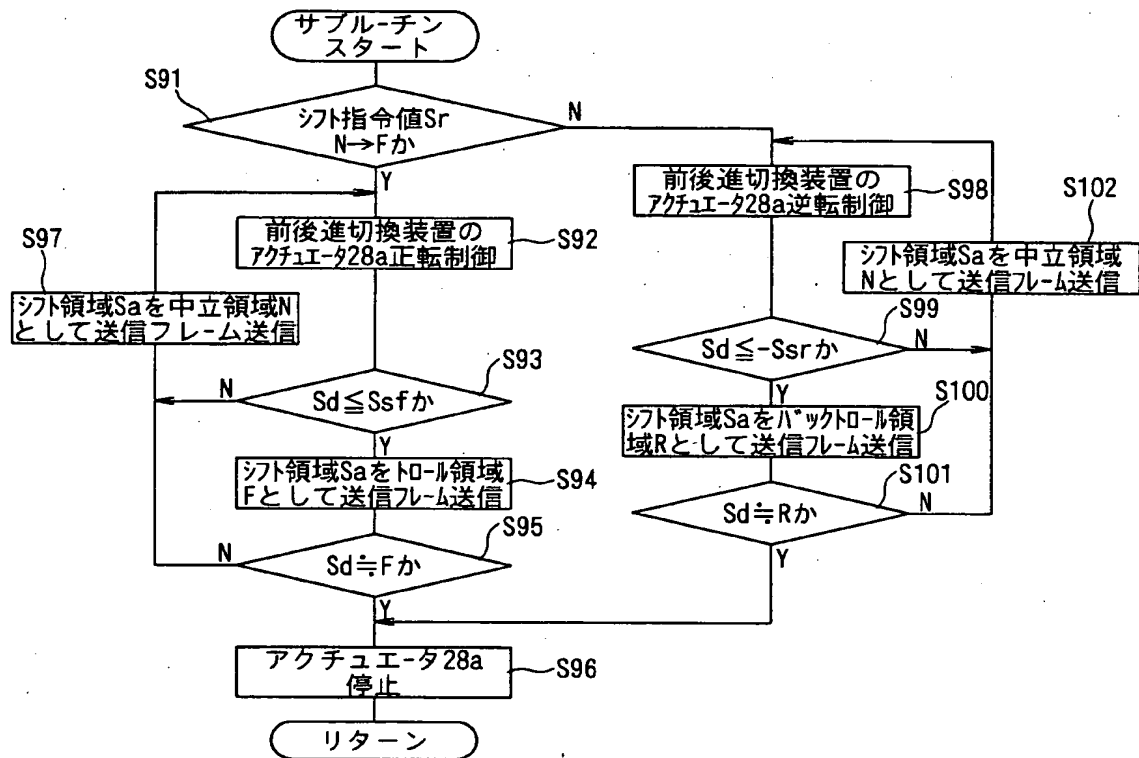 サブルーチン
スタート
S91
シフト指令値Sr
N→Fか
N
Y
前後進切換装置の
アクチュエータ28a正転制御
S92
S97
シフト領域Saを中立領域N
として送信フレーム送信
Sd≦Ssfか
S93
N
Y
シフト領域Saをトロール領域
Fとして送信フレーム送信
S94
Sd≒Fか
S95
N
Y
アクチュエータ28a
停止
S96
リターン
前後進切換装置の
アクチュエータ28a逆転制御
S98
S102
シフト領域Saを中立領域
Nとして送信フレーム送信
S99
Sd≦-Ssrか
N
Y
S100
シフト領域Saをバックトロール領
域Rとして送信フレーム送信
S101
Sd≒Rか
N
Y